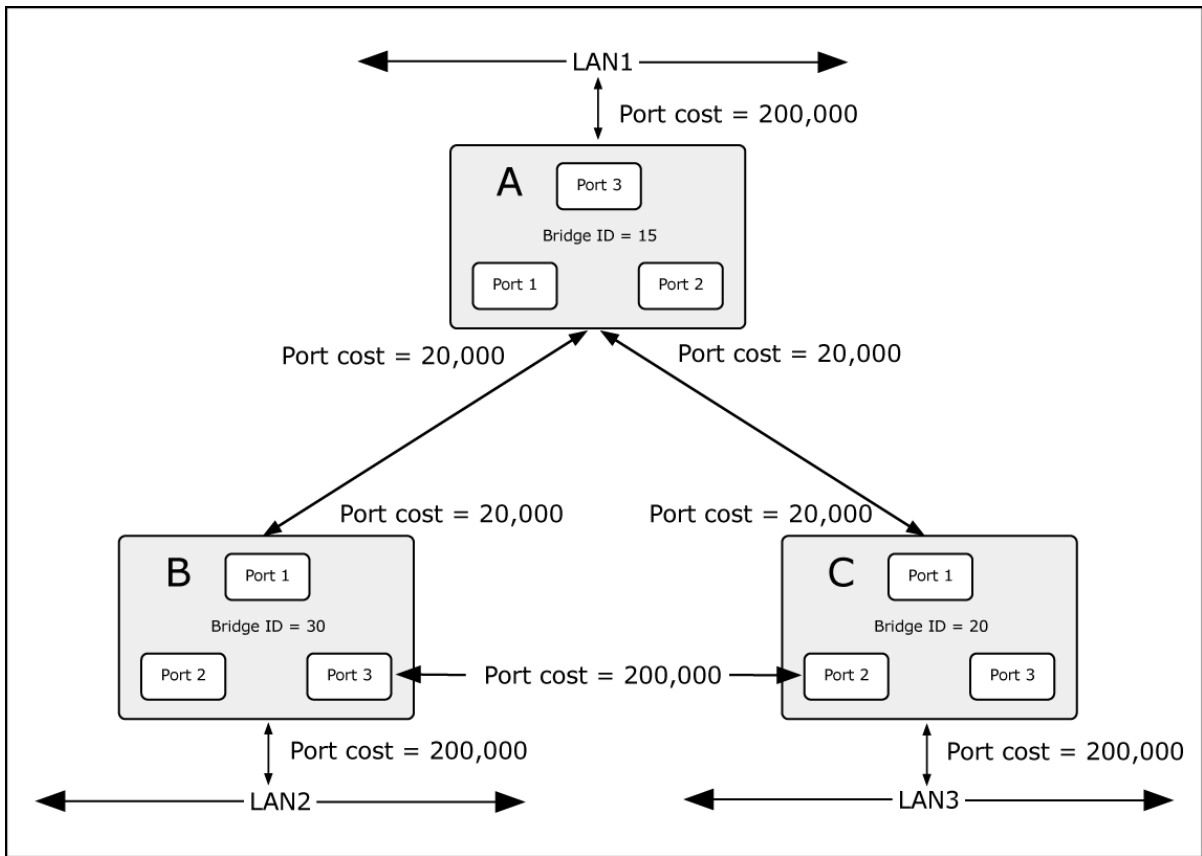 LAN1
Port cost = 200,000
A
Port 3
Bridge ID = 15
Port 1
Port 2
Port cost = 20,000
Port cost = 20,000
Port cost = 20,000
Port cost = 20,000
B
Port 1
Bridge ID = 30
Port 2
Port 3
C
Port 1
Bridge ID = 20
Port 2
Port 3
Port cost = 200,000
Port cost = 200,000
LAN2
Port cost = 200,000
LAN3